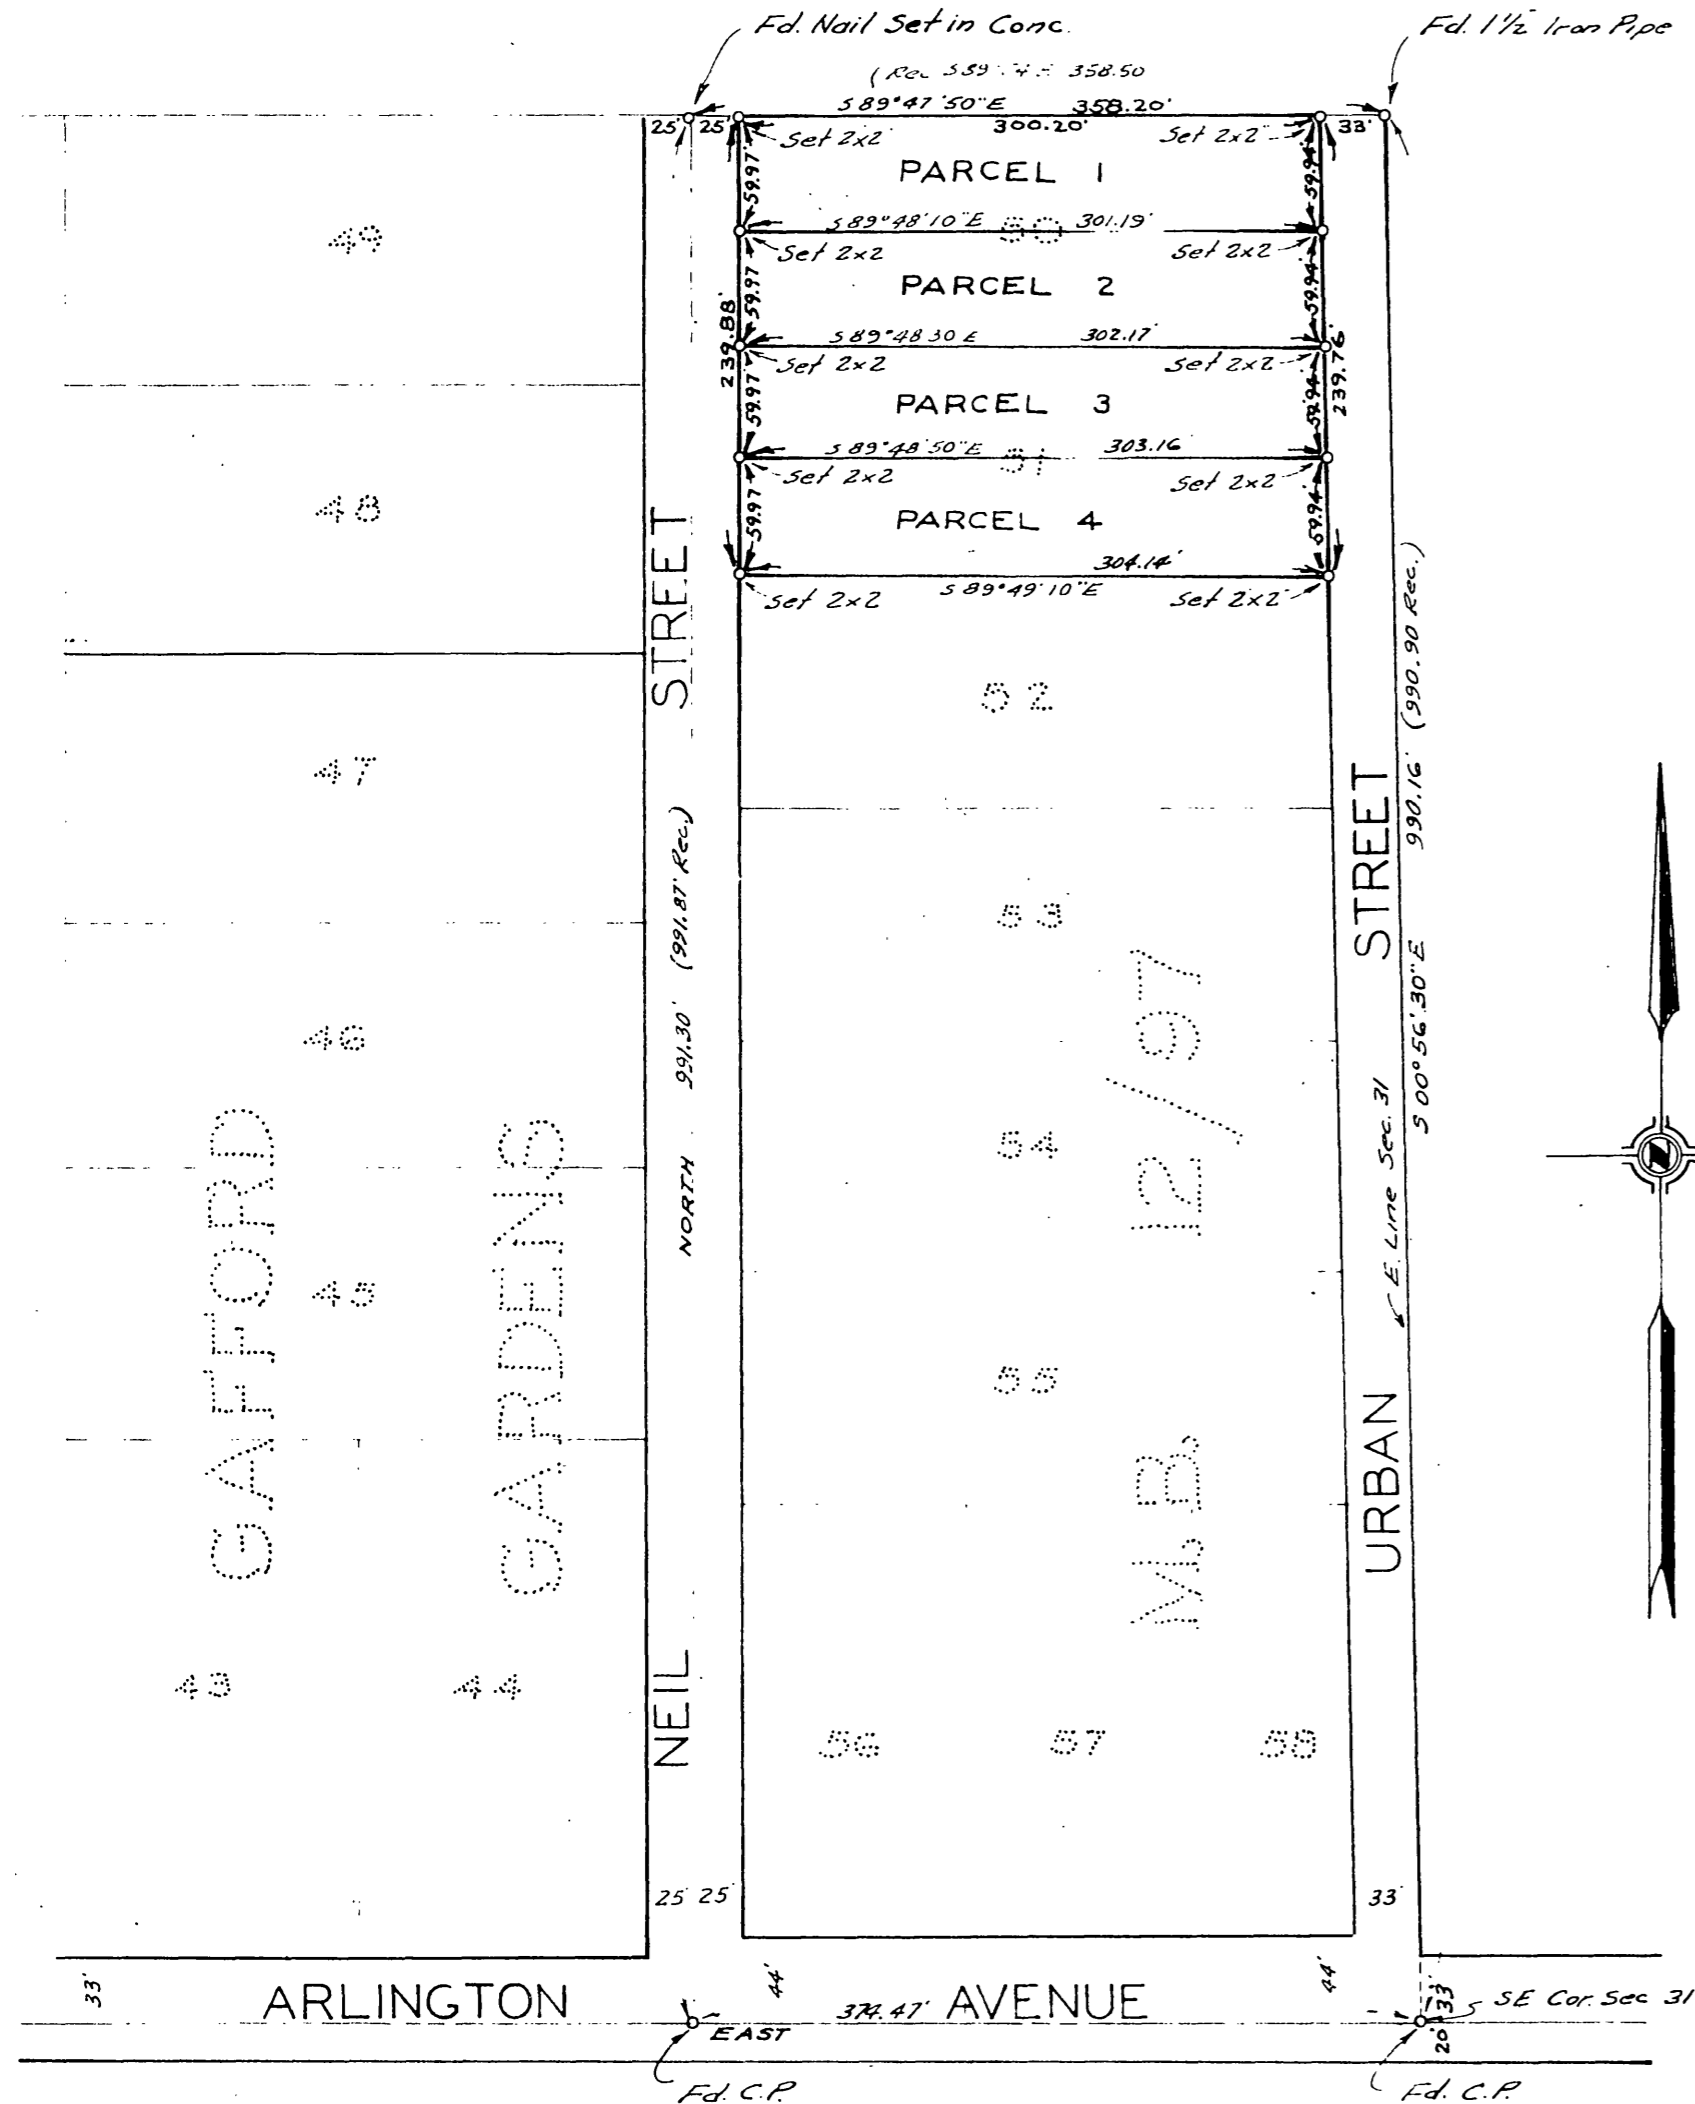 Fd. Nail Set in Conc.
Fd. 1½" Iron Pipe
358.50
S 89°47'50"E 358.20'
25' 25' 300.20' 33'
Set 2x2 Set 2x2
59.97' PARCEL 1 59.94'
S 89°48'10"E 50 301.19'
Set 2x2 Set 2x2
59.97 PARCEL 2 59.94'
239.88'
S 89°48 30 E 302.17'
Set 2x2 Set 2x2
239.76'
59.97' PARCEL 3 59.94'
S 89°48'50"E 51 303.16
Set 2x2 Set 2x2
59.97 PARCEL 4 59.94'
304.14'
S 89°49'10"E
Set 2x2 Set 2x2
49
48
47
46
45
43 44
52
53
54
55
56 57 58
GAFFORD
GARDENS
M.B. 12/97
NEIL STREET
NORTH 991.30' (991.87' Rec.)
URBAN STREET
E. Line Sec. 31
S 00°56'30"E 990.16' (990.90 Rec.)
N
25' 25' 33'
33' 44' 44' 33'
ARLINGTON 374.47' AVENUE
SE Cor. Sec 31
EAST
20'
Fd. C.P. Fd. C.P.